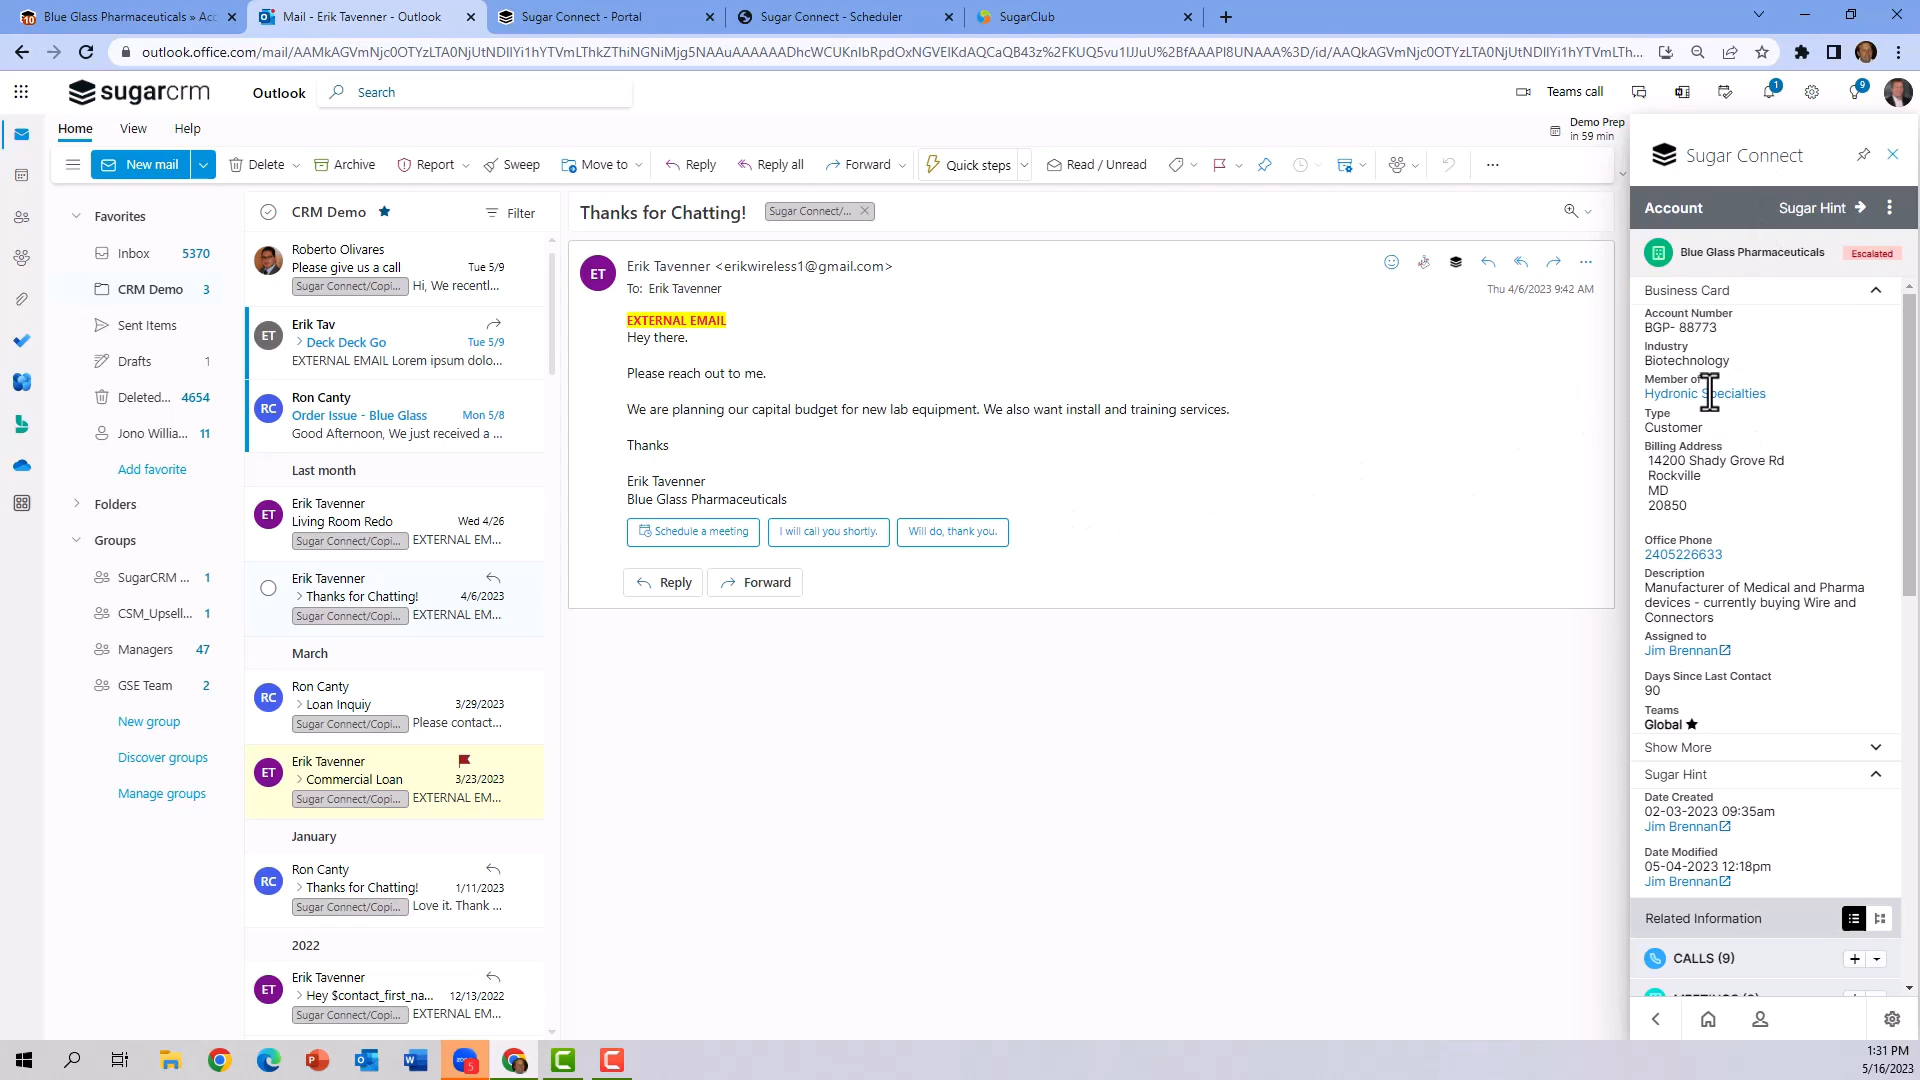 Blue Glass Pharmaceuticals » Acc
Mail - Erik Tavenner - Outlook
Sugar Connect - Portal
Sugar Connect - Scheduler
SugarClub
sugarcrm
Outlook
Search
Teams call
1
9
Home
View
Help
Demo Prep
in 59 min
New mail
Delete
Archive
Report
Sweep
Move to
Reply
Reply all
Forward
Quick steps
Read / Unread
Favorites
Inbox 5370
CRM Demo 3
Sent Items
Drafts 1
Deleted... 4654
Jono Willia... 11
Add favorite
Folders
Groups
SugarCRM ... 1
CSM_Upsell... 1
Managers 47
GSE Team 2
New group
Discover groups
Manage groups
CRM Demo
Filter
Roberto Olivares
Please give us a call Tue 5/9
Sugar Connect/Copi... Hi, We recentl...
ET
Erik Tav
Deck Deck Go Tue 5/9
EXTERNAL EMAIL Lorem ipsum dolo...
RC
Ron Canty
Order Issue - Blue Glass Mon 5/8
Good Afternoon, We just received a ...
Last month
ET
Erik Tavenner
Living Room Redo Wed 4/26
Sugar Connect/Copi... EXTERNAL EM...
Erik Tavenner
Thanks for Chatting! 4/6/2023
Sugar Connect/Copi... EXTERNAL EM...
March
RC
Ron Canty
Loan Inquiy 3/29/2023
Sugar Connect/Copi... Please contact...
ET
Erik Tavenner
Commercial Loan 3/23/2023
Sugar Connect/Copi... EXTERNAL EM...
January
RC
Ron Canty
Thanks for Chatting! 1/11/2023
Sugar Connect/Copi... Love it. Thank ...
2022
ET
Erik Tavenner
Hey $contact_first_na... 12/13/2022
Sugar Connect/Copi... EXTERNAL EM...
Thanks for Chatting!
Sugar Connect/...
ET
Erik Tavenner <erikwireless1@gmail.com>
To: Erik Tavenner
Thu 4/6/2023 9:42 AM
EXTERNAL EMAIL
Hey there.
Please reach out to me.
We are planning our capital budget for new lab equipment. We also want install and training services.
Thanks
Erik Tavenner
Blue Glass Pharmaceuticals
Schedule a meeting
I will call you shortly.
Will do, thank you.
Reply
Forward
Sugar Connect
Account
Sugar Hint
Blue Glass Pharmaceuticals
Escalated
Business Card
Account Number
BGP- 88773
Industry
Biotechnology
Member of
Hydronic Specialties
Type
Customer
Billing Address
14200 Shady Grove Rd
Rockville
MD
20850
Office Phone
2405226633
Description
Manufacturer of Medical and Pharma
devices - currently buying Wire and
Connectors
Assigned to
Jim Brennan
Days Since Last Contact
90
Teams
Global
Show More
Sugar Hint
Date Created
02-03-2023 09:35am
Jim Brennan
Date Modified
05-04-2023 12:18pm
Jim Brennan
Related Information
CALLS (9)
5
1:31 PM
5/16/2023